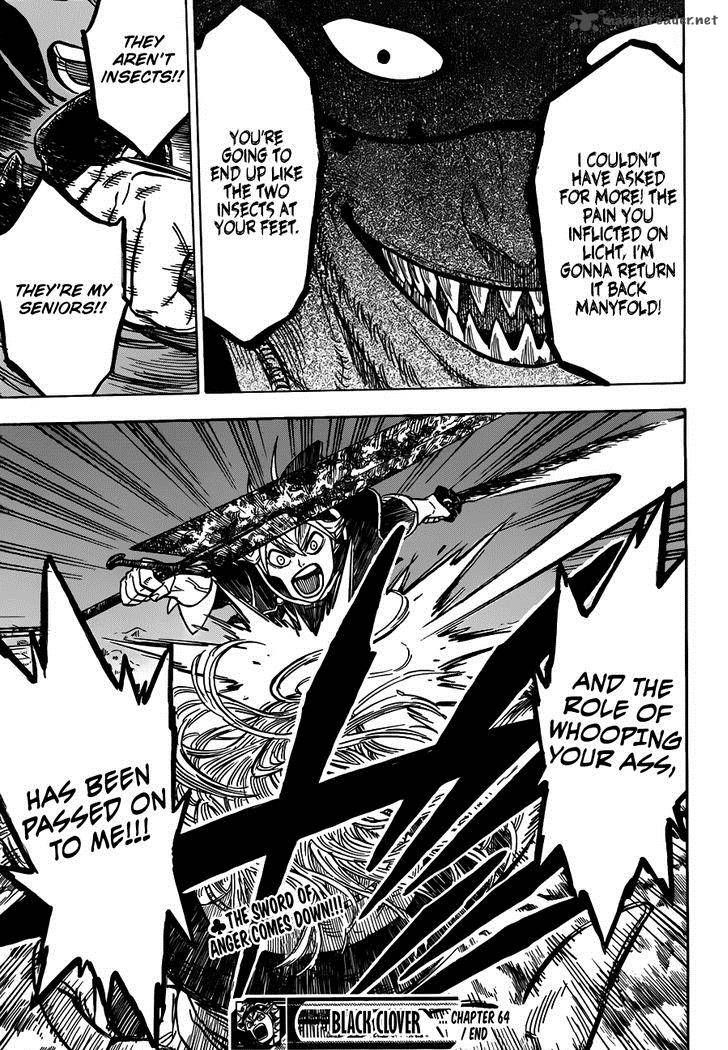 I COULDN'T
HAVE ASKED
FOR MORE! THE
PAIN YOU
INFLICTED ON
LICHT, I'M
GONNA RETURN
IT BACK
MANYFOLD!
YOU'RE
GOING TO
END UP LIKE
THE TWO
INSECTS AT
YOUR FEET.
THEY
AREN'T
INSECTS!!
THEY'RE MY
SENIORS!!
AND THE
ROLE OF
WHOOPING
YOUR ASS,
HAS BEEN
PASSED ON
TO ME!!!
♣ THE SWORD OF
ANGER COMES DOWN!!!
BLACK CLOVER
CHAPTER 64
/ END
mangareader.net